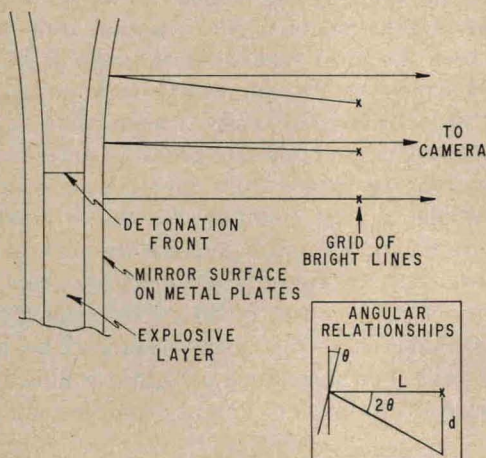 TO
CAMERA
DETONATION
FRONT
GRID OF
BRIGHT LINES
MIRROR SURFACE
ON METAL PLATES
EXPLOSIVE
LAYER
ANGULAR
RELATIONSHIPS
θ
L
x
2θ
d